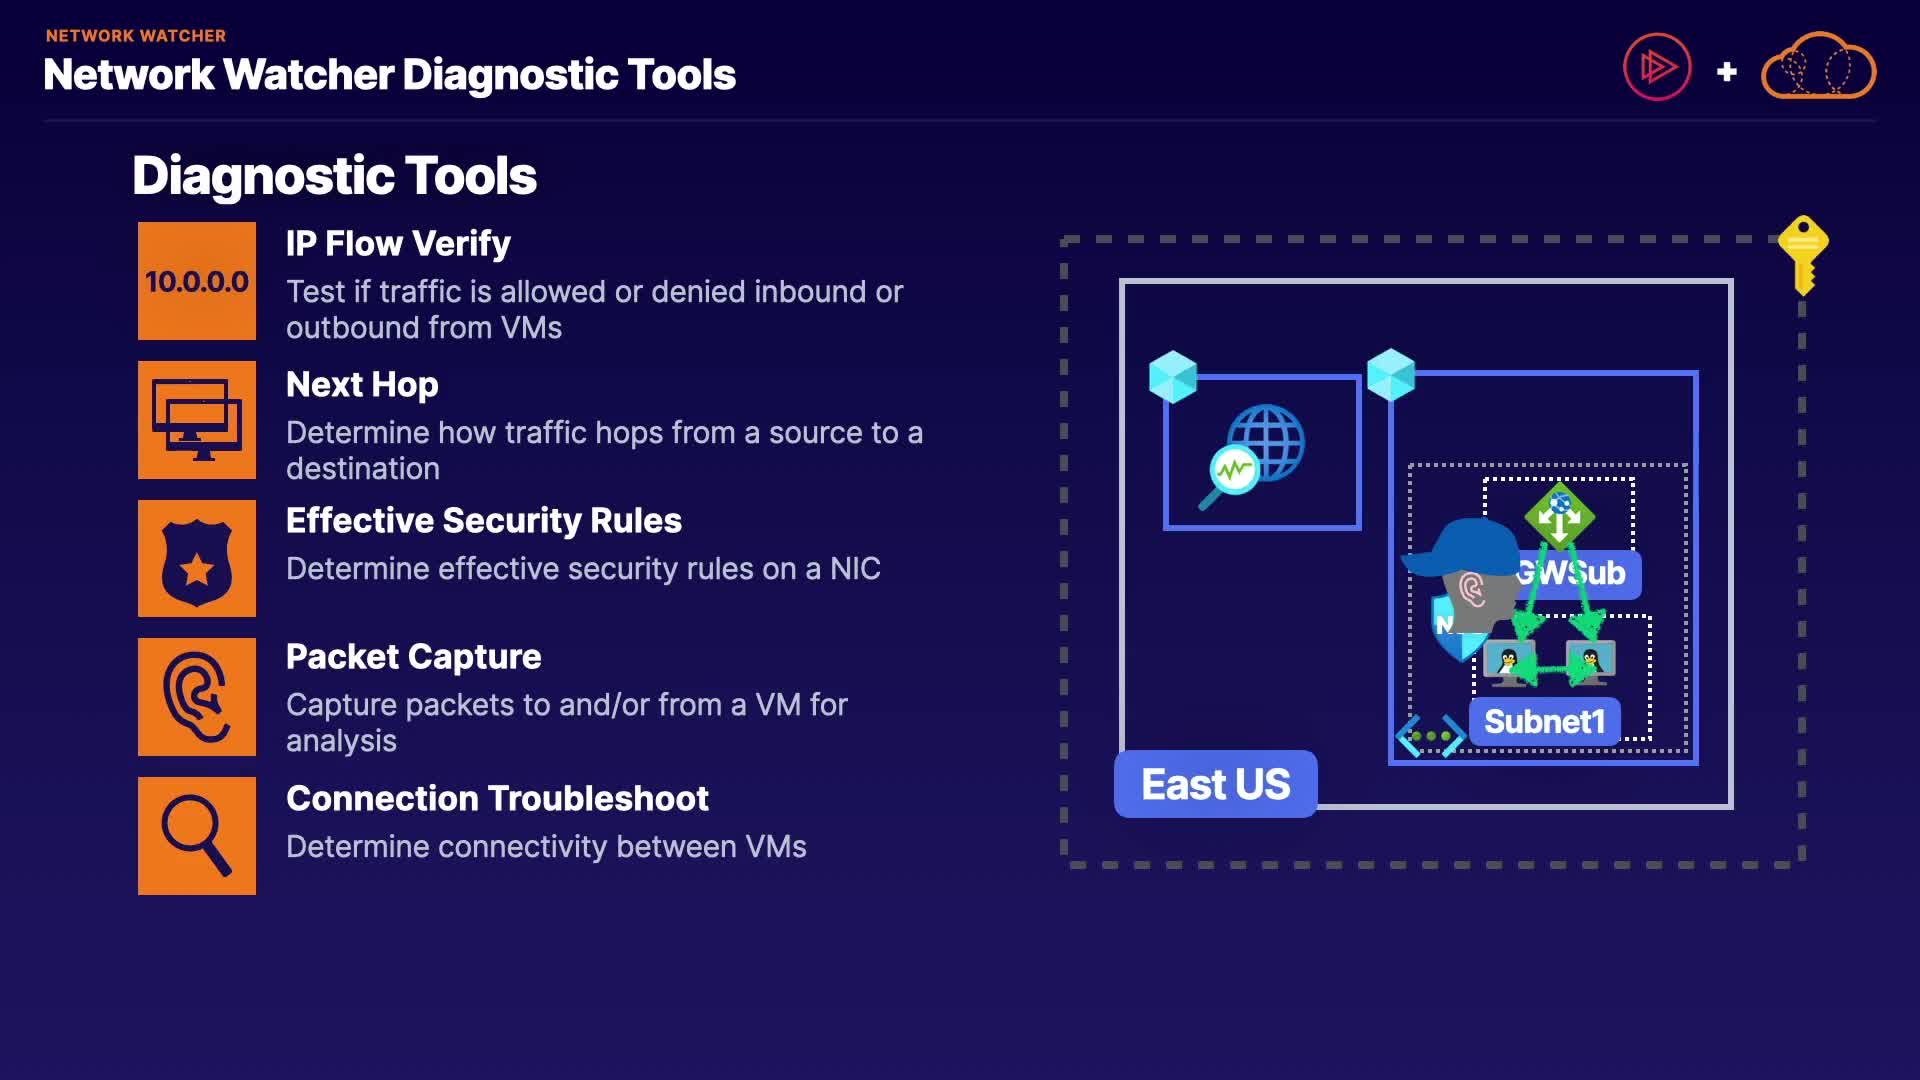 NETWORK WATCHER
Network Watcher Diagnostic Tools
Diagnostic Tools
10.0.0.0
IP Flow Verify
Test if traffic is allowed or denied inbound or
outbound from VMs
Next Hop
Determine how traffic hops from a source to a
destination
Effective Security Rules
Determine effective security rules on a NIC
Packet Capture
Capture packets to and/or from a VM for
analysis
Connection Troubleshoot
Determine connectivity between VMs
GWSub
Subnet1
East US